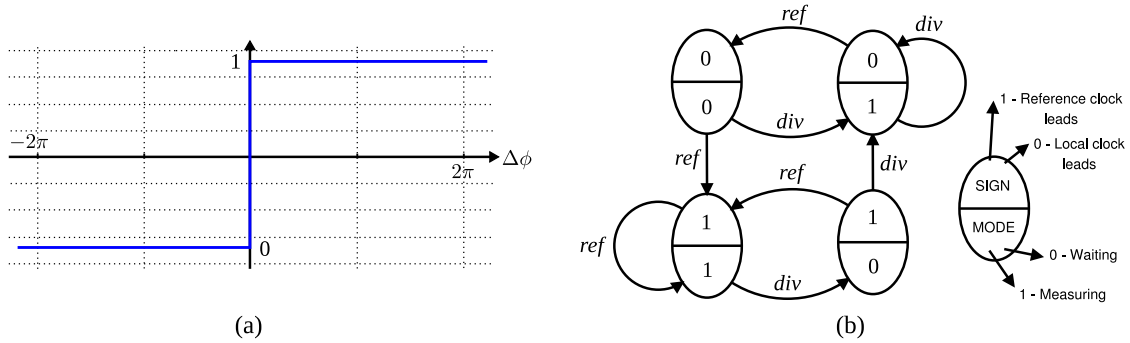 1
−2π
Δϕ
2π
0
(a)
ref
div
0
0
0
1
div
ref
ref
div
ref
1
1
1
0
div
1 - Reference clock
leads
0 - Local clock
leads
SIGN
MODE
0 - Waiting
1 - Measuring
(b)